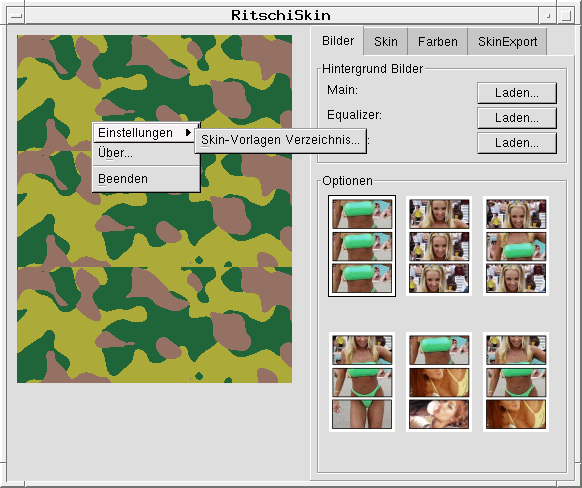 RitschiSkin
Bilder Skin Farben SkinExport
Hintergrund Bilder
Main: Laden...
Equalizer: Laden...
Laden...
Einstellungen
Skin-Vorlagen Verzeichnis...
Über...
Beenden
Optionen